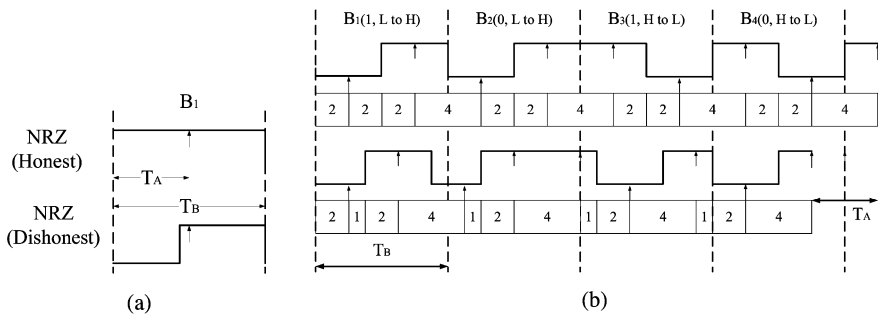 B1(1, L to H) B2(0, L to H) B3(1, H to L) B4(0, H to L)
2 2 2 4 2 2 4 2 2 4 2 2 4
B1
NRZ
(Honest)
TA
TB
NRZ
(Dishonest)
2 1 2 4 1 2 4 1 2 4 1 2 4
TA
TB
(a)
(b)